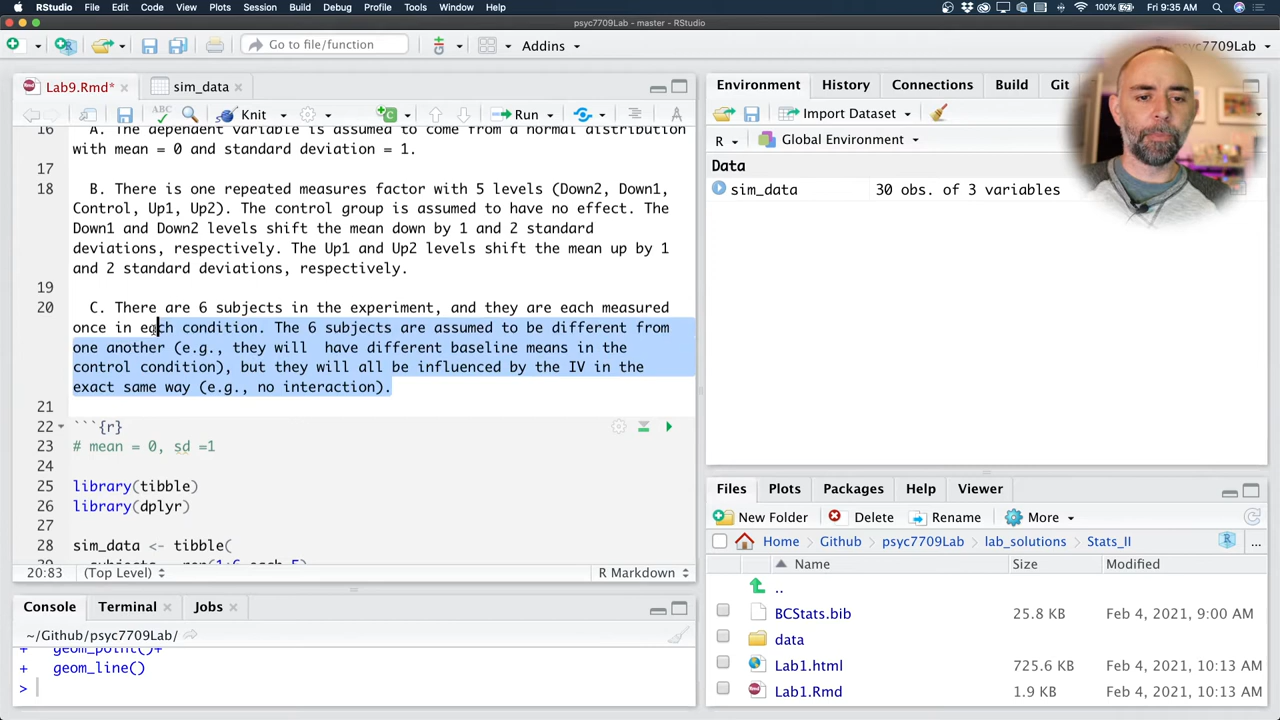 RStudio File Edit Code View Plots Session Build Debug Profile Tools Window Help 100% Fri 9:35 AM
psyc7709Lab - master - RStudio
Go to file/function Addins psyc7709Lab
Lab9.Rmd* sim_data
ABC Knit Run
16 A. The dependent variable is assumed to come from a normal distribution
with mean = 0 and standard deviation = 1.
17
18 B. There is one repeated measures factor with 5 levels (Down2, Down1,
Control, Up1, Up2). The control group is assumed to have no effect. The
Down1 and Down2 levels shift the mean down by 1 and 2 standard
deviations, respectively. The Up1 and Up2 levels shift the mean up by 1
and 2 standard deviations, respectively.
19
20 C. There are 6 subjects in the experiment, and they are each measured
once in each condition. The 6 subjects are assumed to be different from
one another (e.g., they will  have different baseline means in the
control condition), but they will all be influenced by the IV in the
exact same way (e.g., no interaction).
21
22 ```{r}
23 # mean = 0, sd =1
24
25 library(tibble)
26 library(dplyr)
27
28 sim_data <- tibble(
20:83 (Top Level) R Markdown
Console Terminal Jobs
~/Github/psyc7709Lab/
+ geom_point()+
+ geom_line()
>
Environment History Connections Build Git
Import Dataset
R Global Environment
Data
sim_data 30 obs. of 3 variables
Files Plots Packages Help Viewer
New Folder Delete Rename More
Home Github psyc7709Lab lab_solutions Stats_II ...
Name Size Modified
..
BCStats.bib 25.8 KB Feb 4, 2021, 9:00 AM
data
Lab1.html 725.6 KB Feb 4, 2021, 10:13 AM
Lab1.Rmd 1.9 KB Feb 4, 2021, 10:13 AM